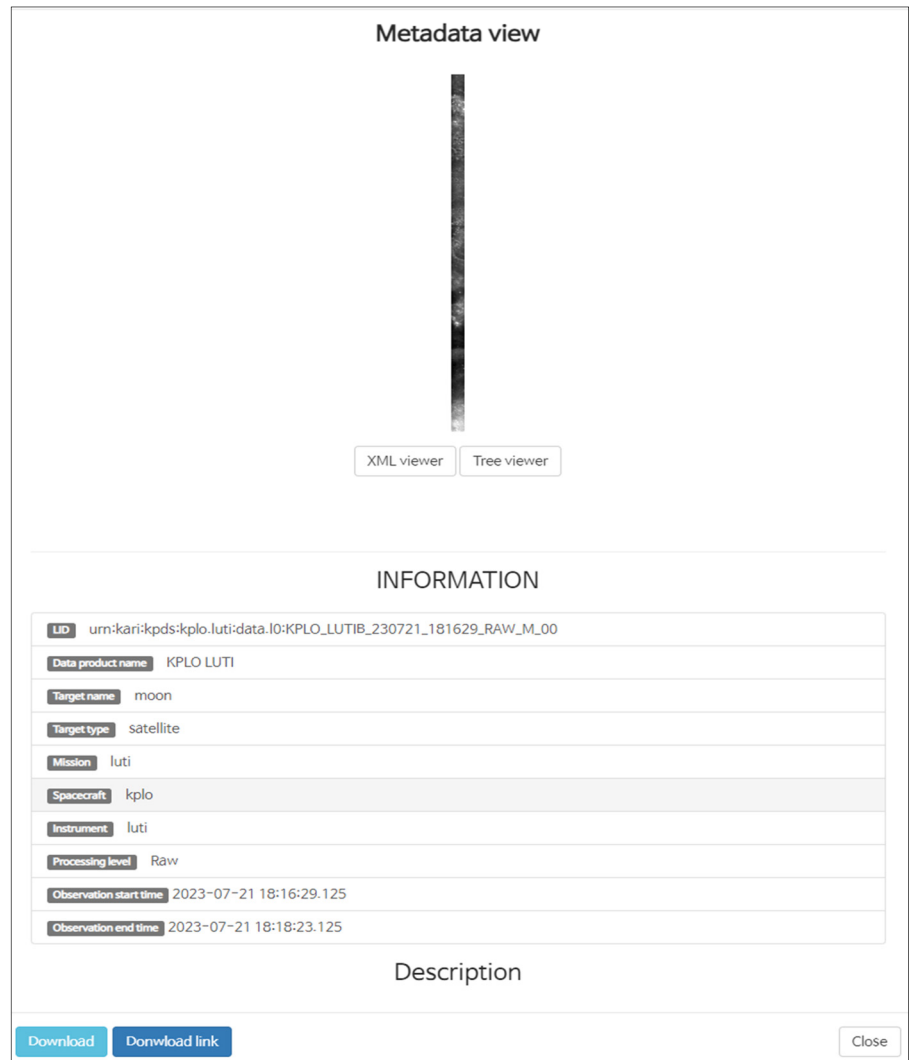 Metadata view
XML viewer Tree viewer
INFORMATION
LID urn:kari:kpds:kplo.luti:data.l0:KPLO_LUTIB_230721_181629_RAW_M_00
Data product name KPLO LUTI
Target name moon
Target type satellite
Mission luti
Spacecraft kplo
Instrument luti
Processing level Raw
Observation start time 2023-07-21 18:16:29.125
Observation end time 2023-07-21 18:18:23.125
Description
Download Donwload link Close